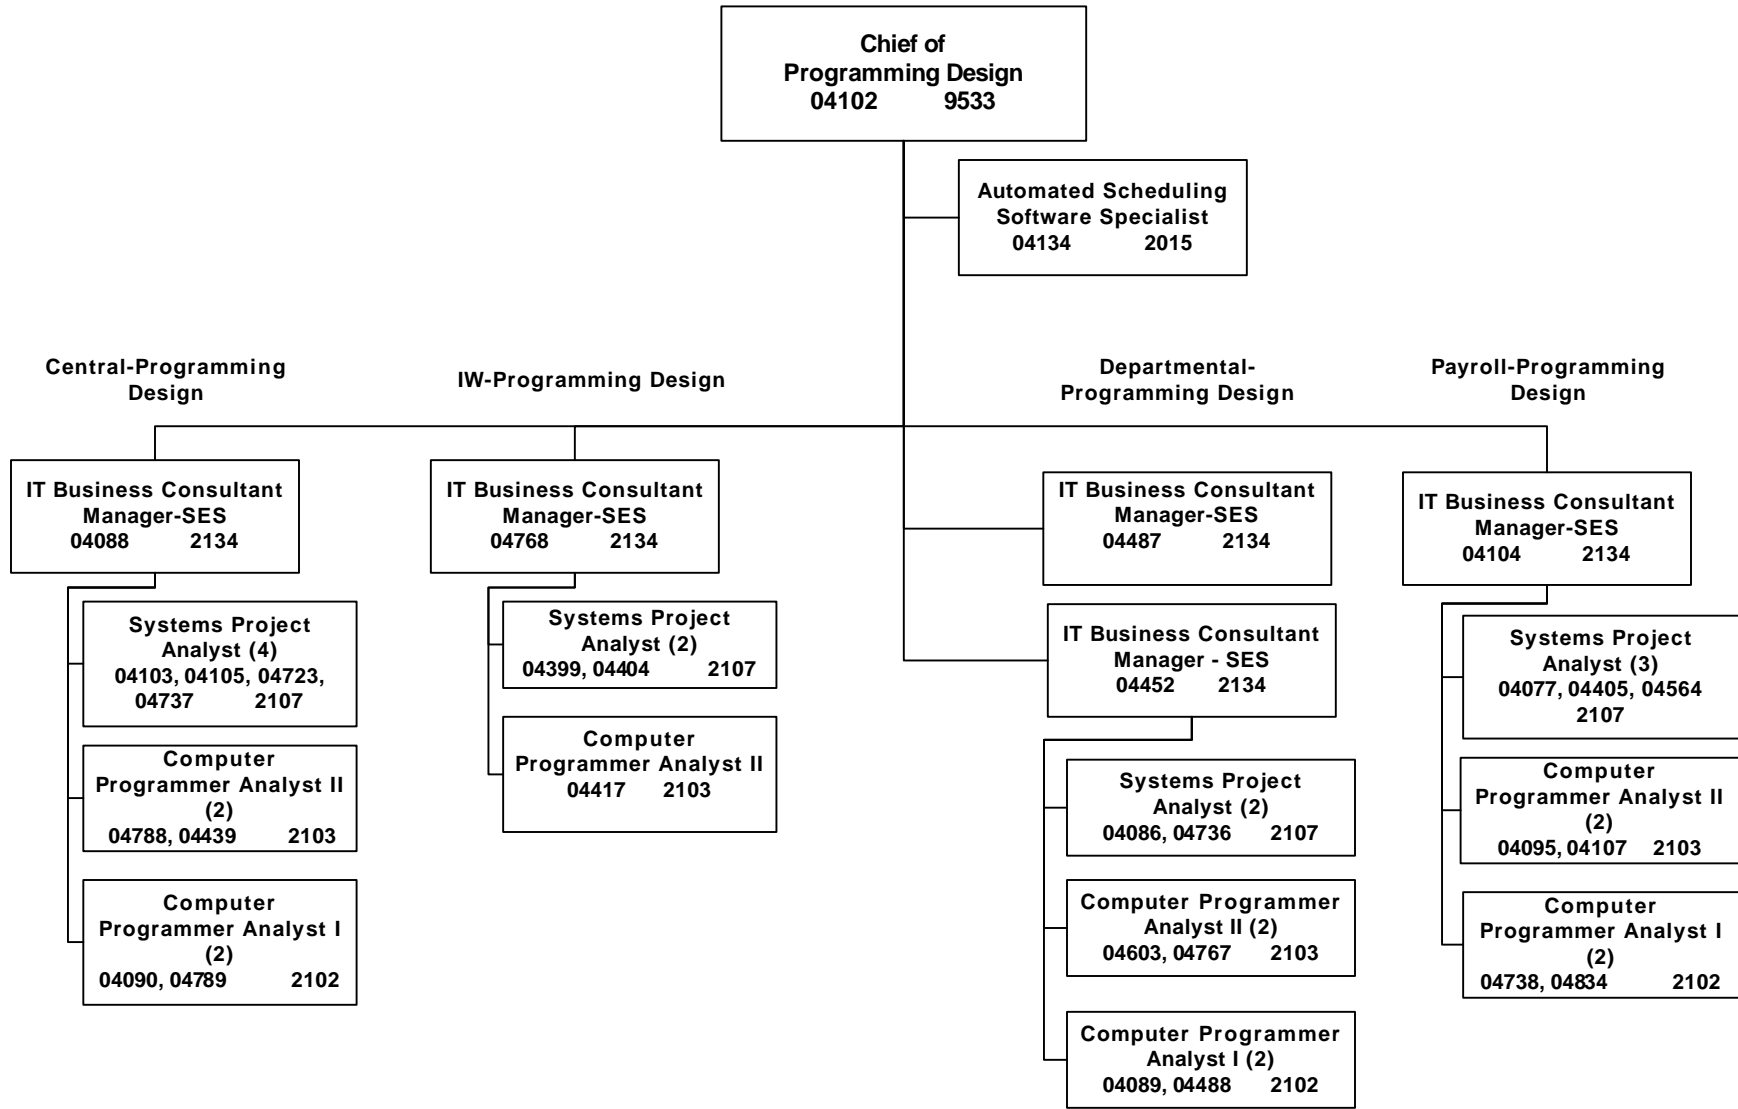 Chief of
Programming Design
04102 9533
Automated Scheduling
Software Specialist
04134 2015
Central-Programming
Design
IW-Programming Design
Departmental-
Programming Design
Payroll-Programming
Design
IT Business Consultant
Manager-SES
04088 2134
Systems Project
Analyst (4)
04103, 04105, 04723,
04737 2107
Computer
Programmer Analyst II
(2)
04788, 04439 2103
Computer
Programmer Analyst I
(2)
04090, 04789 2102
IT Business Consultant
Manager-SES
04768 2134
Systems Project
Analyst (2)
04399, 04404 2107
Computer
Programmer Analyst II
04417 2103
IT Business Consultant
Manager-SES
04487 2134
IT Business Consultant
Manager - SES
04452 2134
Systems Project
Analyst (2)
04086, 04736 2107
Computer Programmer
Analyst II (2)
04603, 04767 2103
Computer Programmer
Analyst I (2)
04089, 04488 2102
IT Business Consultant
Manager-SES
04104 2134
Systems Project
Analyst (3)
04077, 04405, 04564
2107
Computer
Programmer Analyst II
(2)
04095, 04107 2103
Computer
Programmer Analyst I
(2)
04738, 04834 2102